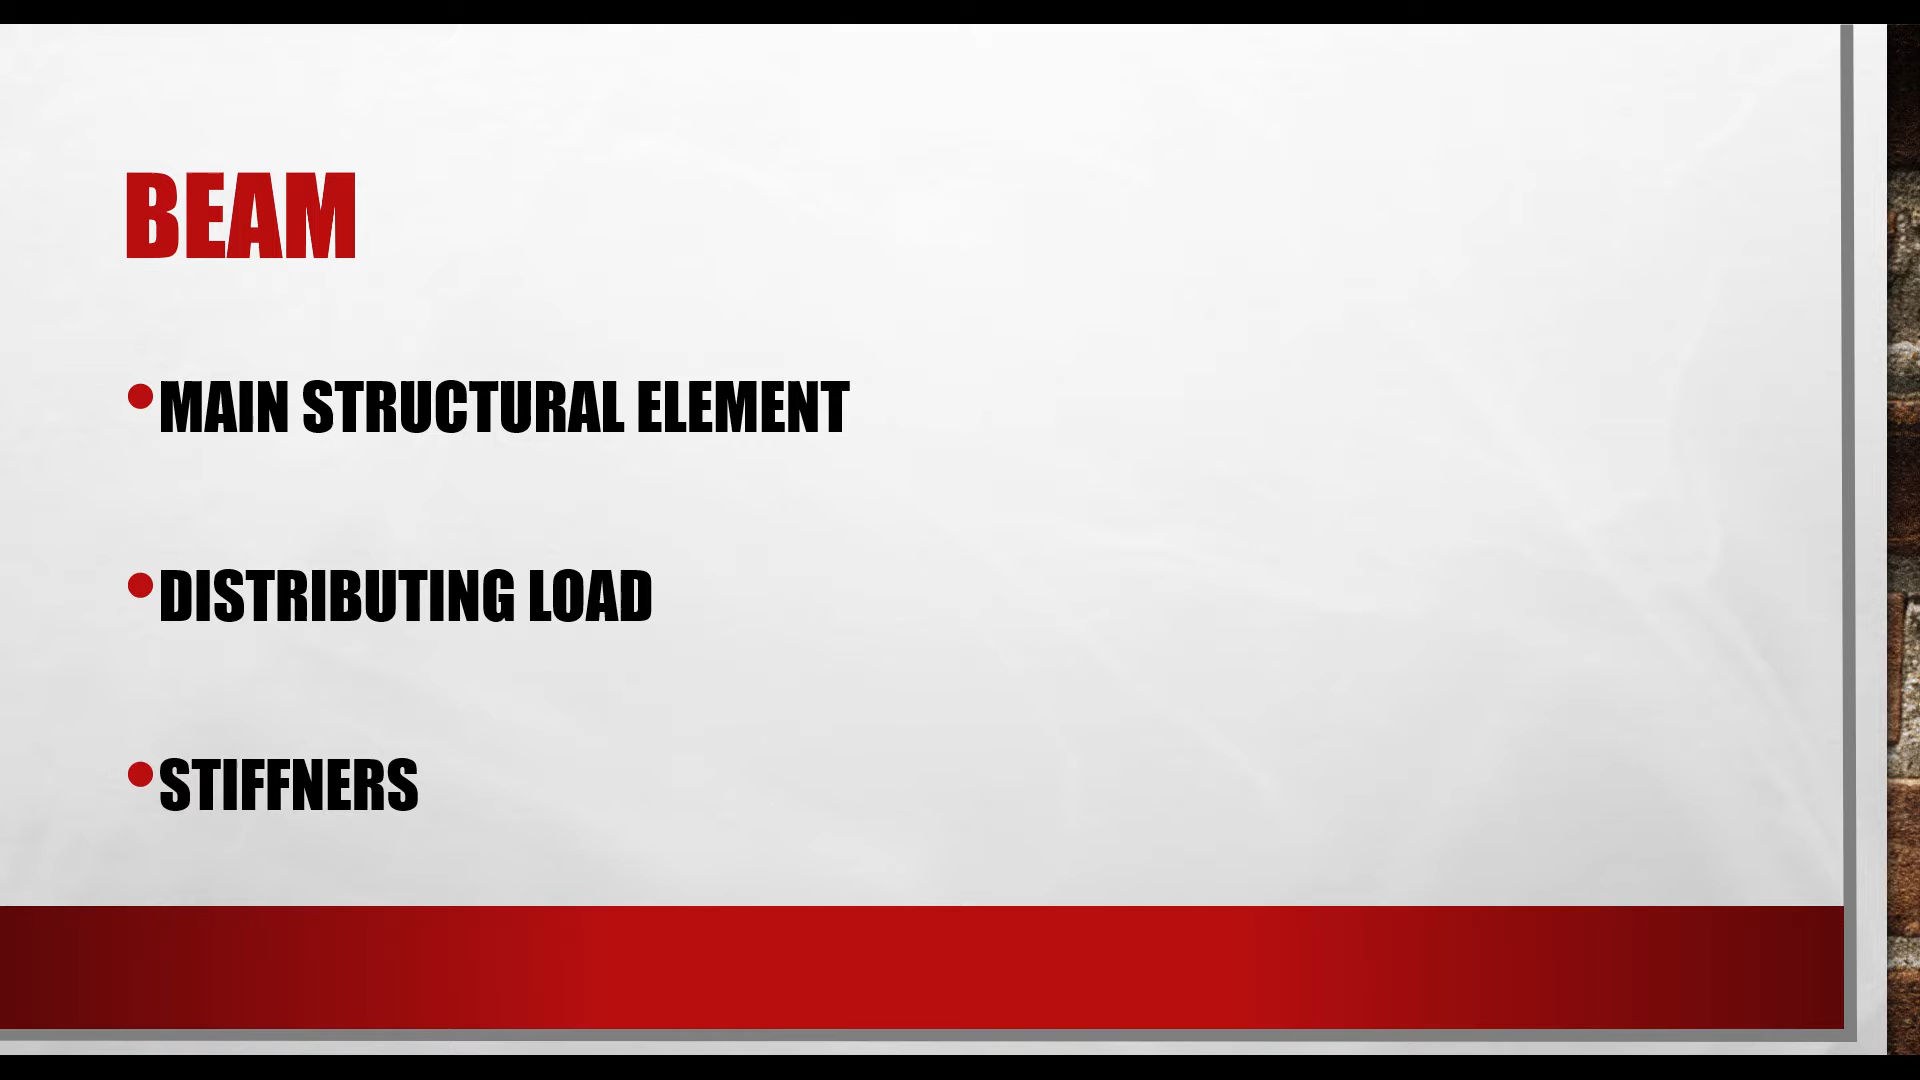 BEAM
•MAIN STRUCTURAL ELEMENT
•DISTRIBUTING LOAD
•STIFFNERS